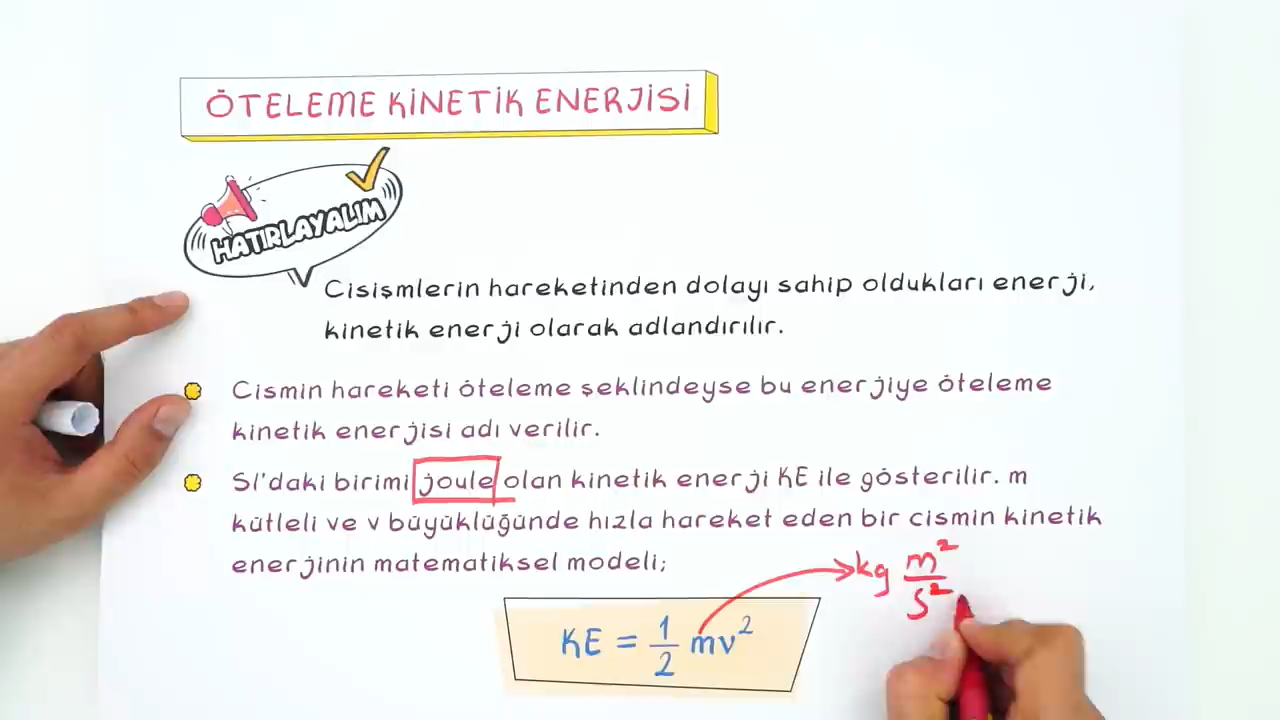 ÖTELEME KİNETİK ENERJİSİ
HATIRLAYALIM
Cisişmlerin hareketinden dolayı sahip oldukları enerji,
kinetik enerji olarak adlandırılır.
Cismin hareketi öteleme şeklindeyse bu enerjiye öteleme
kinetik enerjisi adı verilir.
SI'daki birimi joule olan kinetik enerji KE ile gösterilir. m
kütleli ve v büyüklüğünde hızla hareket eden bir cismin kinetik
enerjinin matematiksel modeli;
kg m²/s²
KE = 1/2 mv²